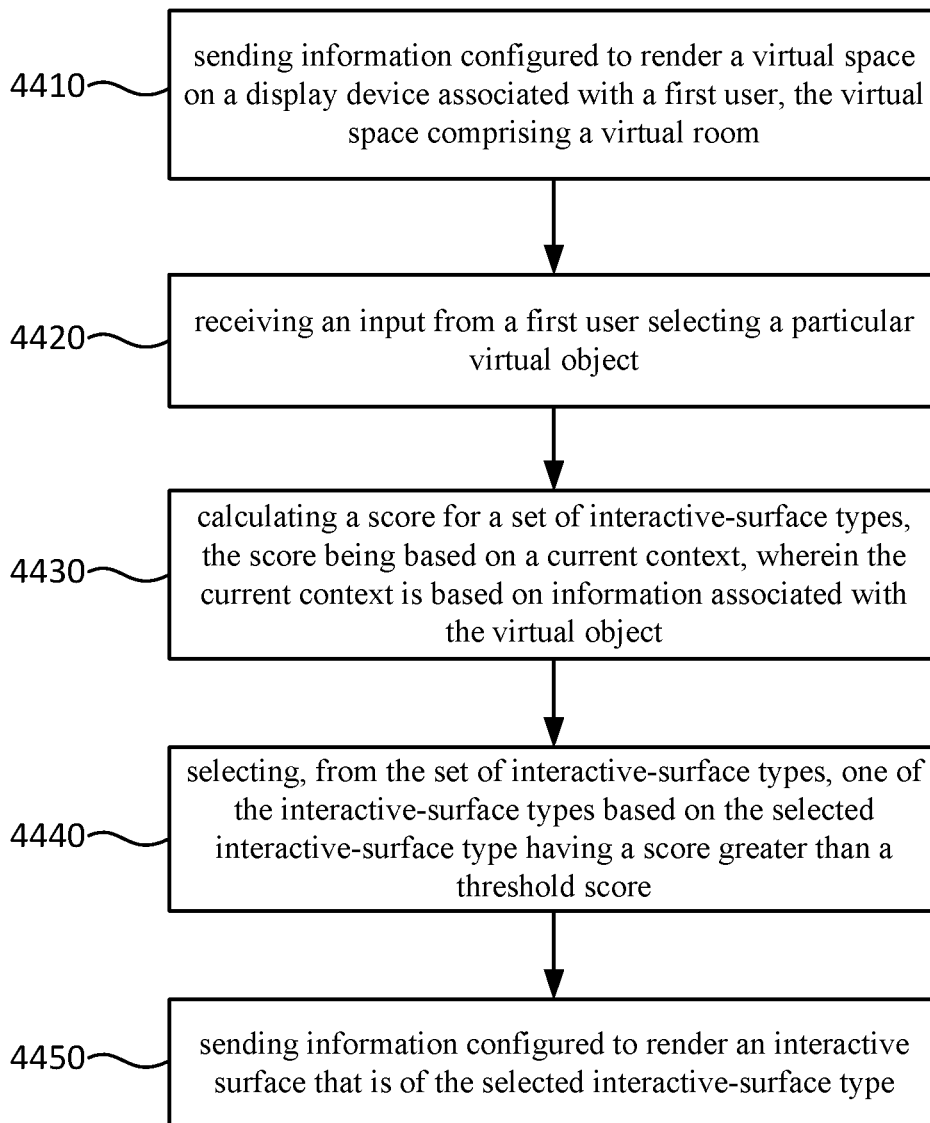 4410
sending information configured to render a virtual space
on a display device associated with a first user, the virtual
space comprising a virtual room
4420
receiving an input from a first user selecting a particular
virtual object
4430
calculating a score for a set of interactive-surface types,
the score being based on a current context, wherein the
current context is based on information associated with
the virtual object
4440
selecting, from the set of interactive-surface types, one of
the interactive-surface types based on the selected
interactive-surface type having a score greater than a
threshold score
4450
sending information configured to render an interactive
surface that is of the selected interactive-surface type